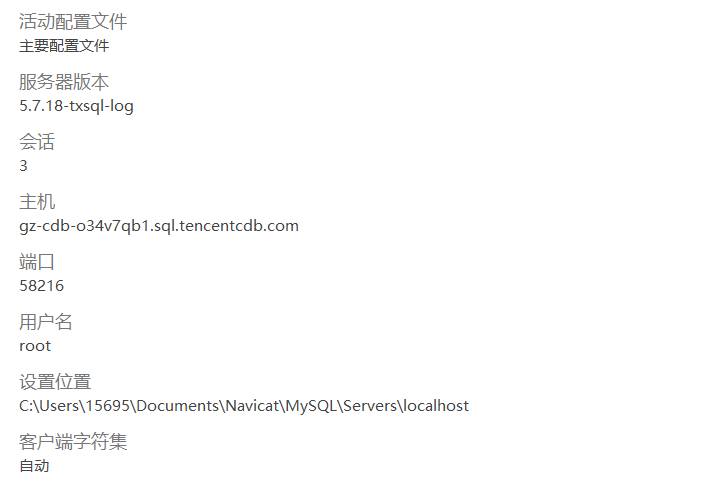 活动配置文件
主要配置文件
服务器版本
5.7.18-txsql-log
会话
3
主机
gz-cdb-o34v7qb1.sql.tencentcdb.com
端口
58216
用户名
root
设置位置
C:\Users\15695\Documents\Navicat\MySQL\Servers\localhost
客户端字符集
自动